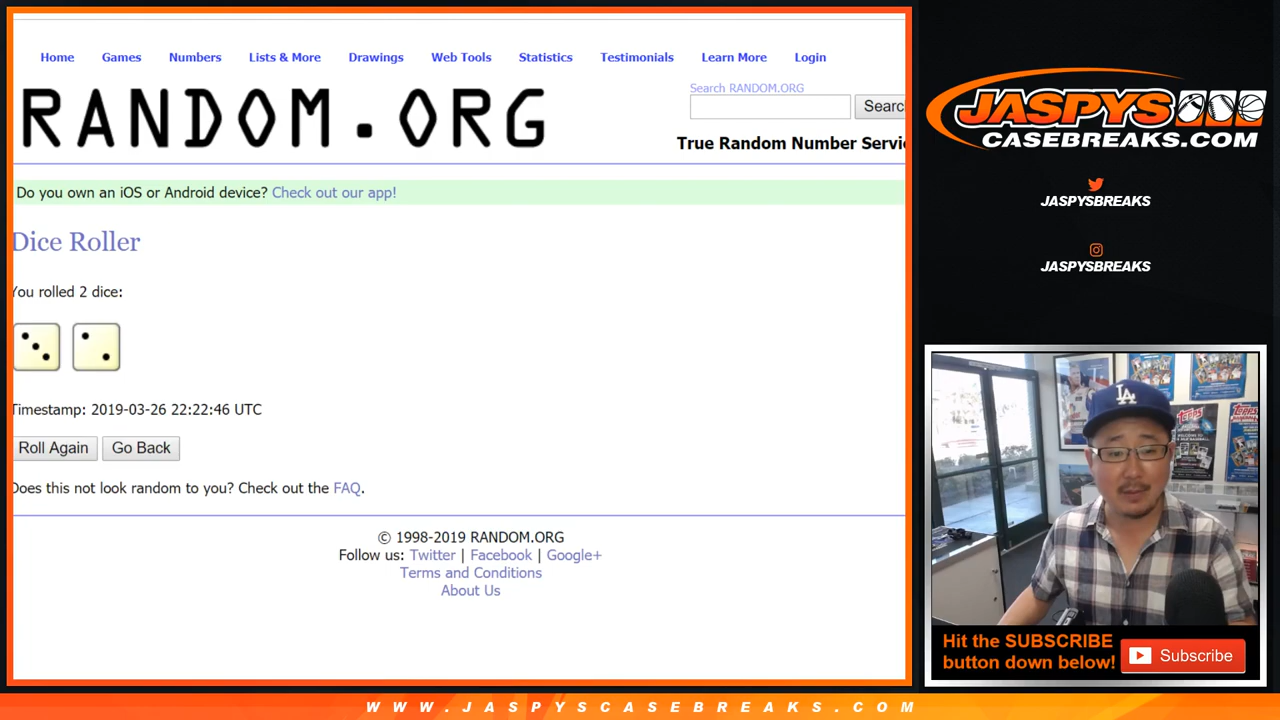 Home Games Numbers Lists & More Drawings Web Tools Statistics Testimonials Learn More Login
RANDOM.ORG
Search RANDOM.ORG
Searc
True Random Number Servi
Do you own an iOS or Android device? Check out our app!
Dice Roller
You rolled 2 dice:
Timestamp: 2019-03-26 22:22:46 UTC
Roll Again Go Back
Does this not look random to you? Check out the FAQ.
© 1998-2019 RANDOM.ORG
Follow us: Twitter | Facebook | Google+
Terms and Conditions
About Us
JASPYS
CASEBREAKS.COM
JASPYSBREAKS
JASPYSBREAKS
LA
TOPPS
Hit the SUBSCRIBE
button down below!
Subscribe
WWW.JASPYSCASEBREAKS.COM